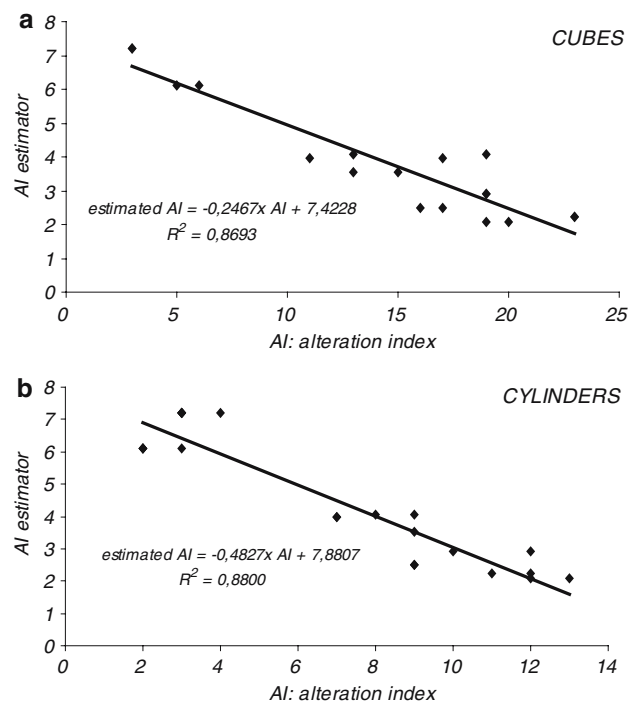 a
CUBES
8
7
6
5
4
3
2
1
0
AI estimator
estimated AI = -0,2467x AI + 7,4228
R² = 0,8693
0 5 10 15 20 25
AI: alteration index
b
CYLINDERS
8
7
6
5
4
3
2
1
0
AI estimator
estimated AI = -0,4827x AI + 7,8807
R² = 0,8800
0 2 4 6 8 10 12 14
AI: alteration index